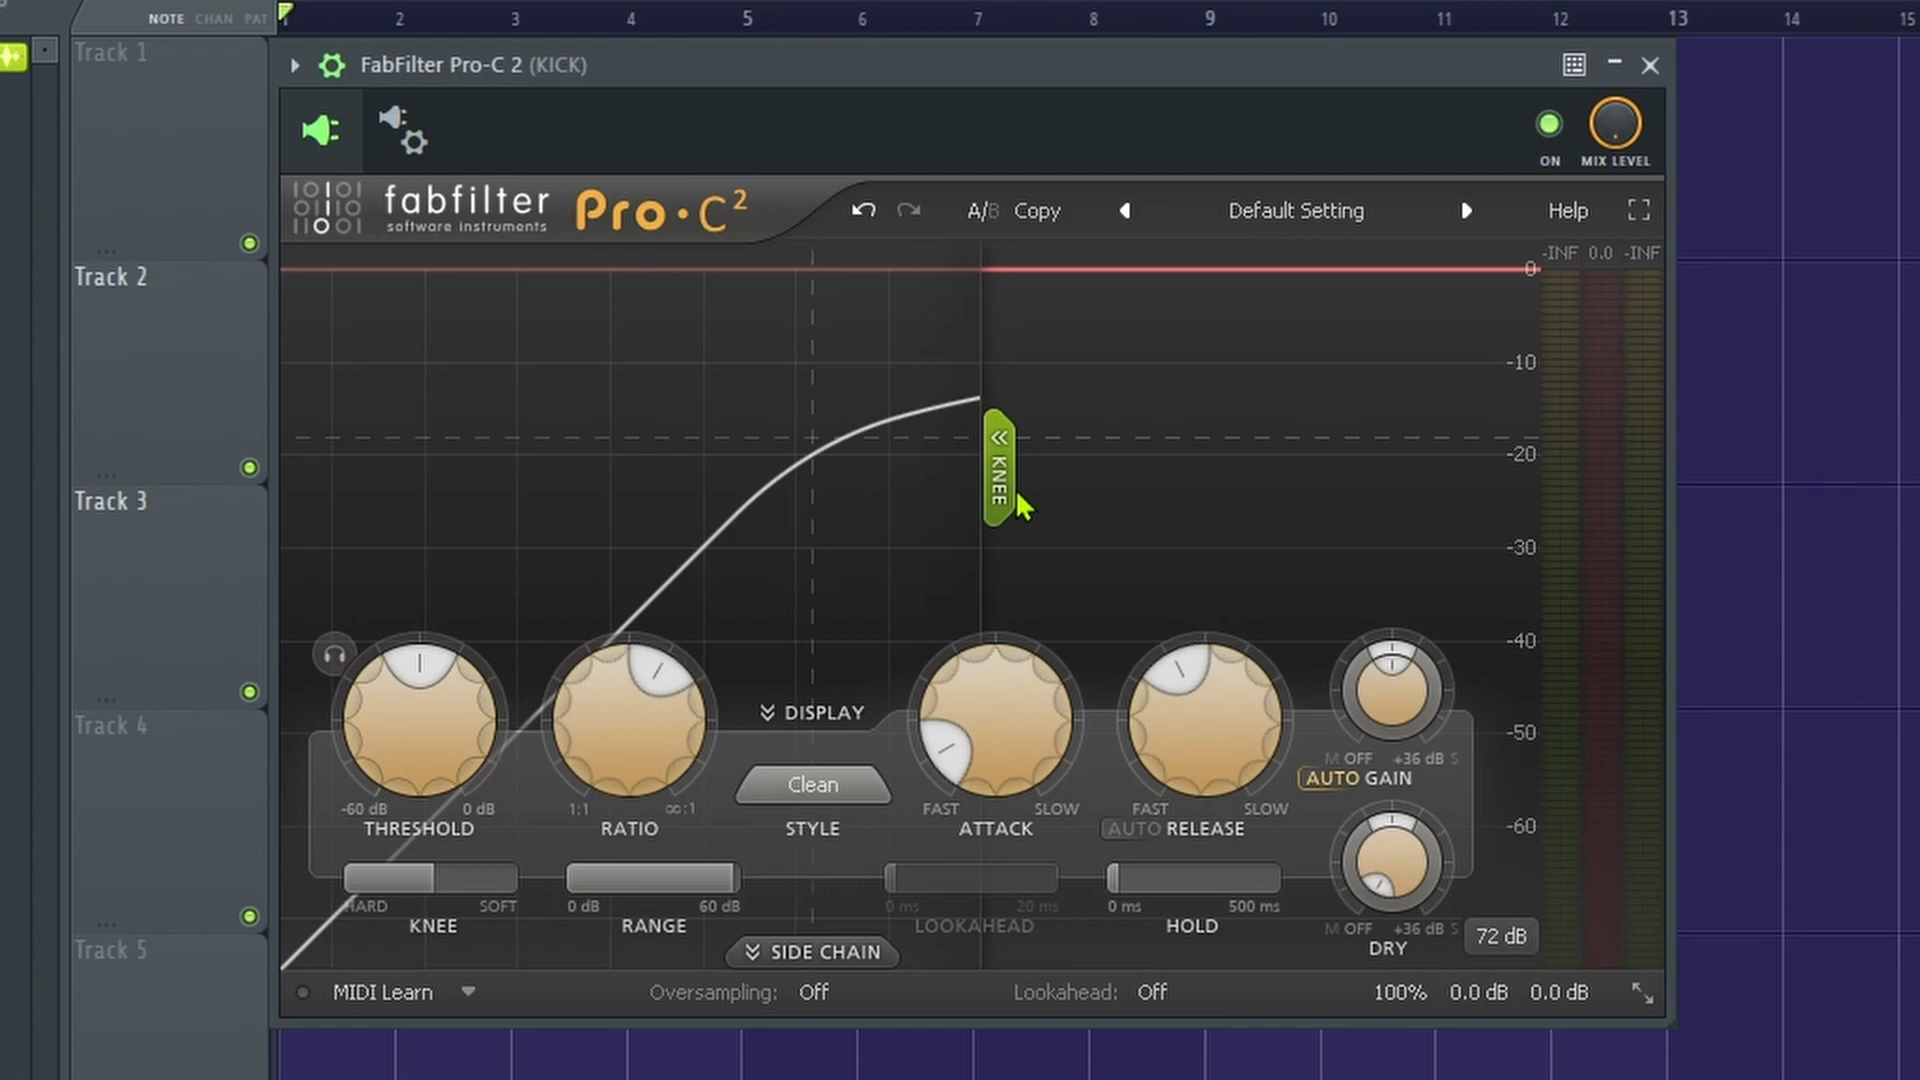 NOTE CHAN PAT
1 2 3 4 5 6 7 8 9 10 11 12 13 14 15
Track 1
Track 2
Track 3
Track 4
Track 5
FabFilter Pro-C 2 (KICK)
ON
MIX LEVEL
fabfilter
software instruments
Pro·C²
A/B
Copy
Default Setting
Help
-INF 0.0 -INF
0
-10
-20
-30
-40
-50
-60
KNEE
DISPLAY
-60 dB 0 dB
THRESHOLD
1:1 ∞:1
RATIO
Clean
STYLE
FAST SLOW
ATTACK
FAST SLOW
AUTO RELEASE
M OFF +36 dB S
AUTO GAIN
HARD SOFT
KNEE
0 dB 60 dB
RANGE
0 ms 20 ms
LOOKAHEAD
0 ms 500 ms
HOLD
M OFF +36 dB S
DRY
72 dB
SIDE CHAIN
MIDI Learn
Oversampling: Off
Lookahead: Off
100% 0.0 dB 0.0 dB